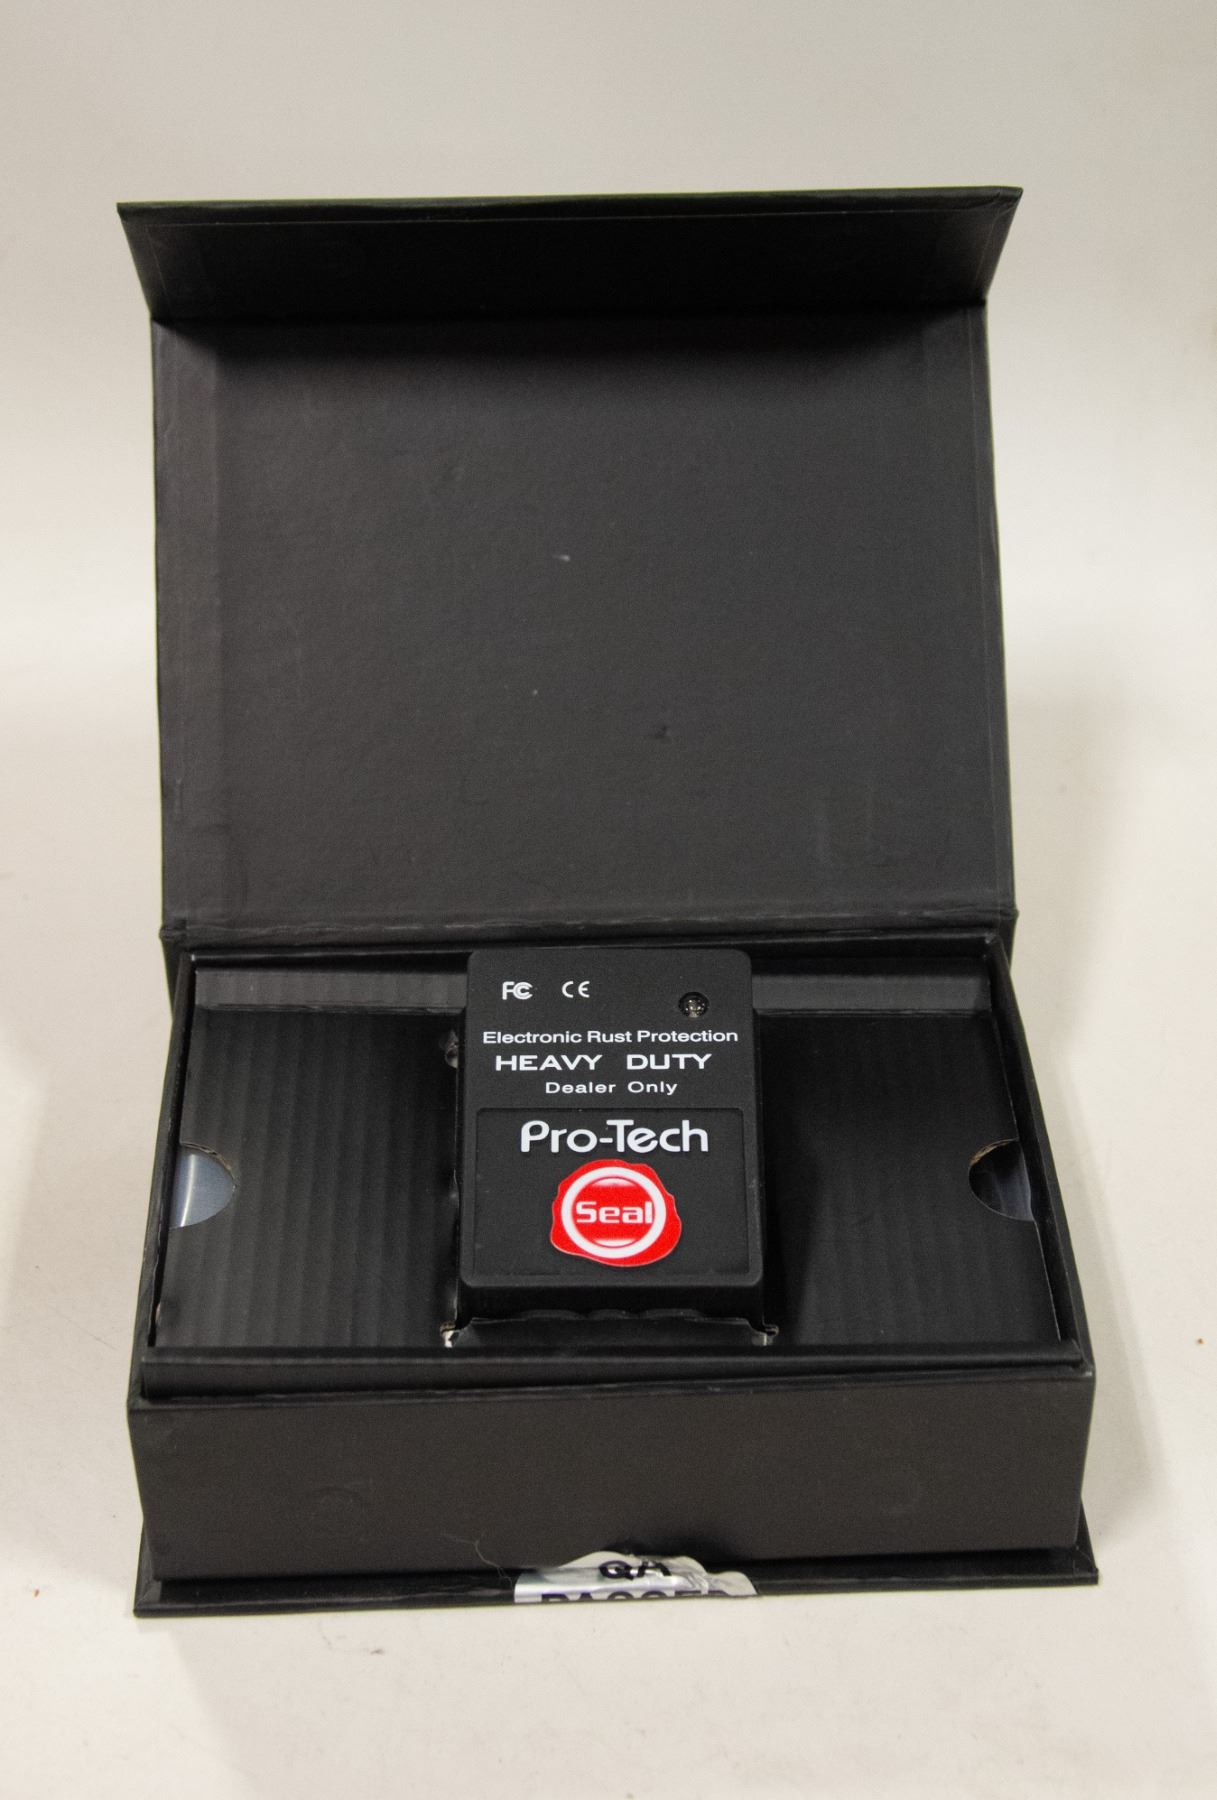 FC CE
Electronic Rust Protection
HEAVY DUTY
Dealer Only
Pro-Tech
Seal